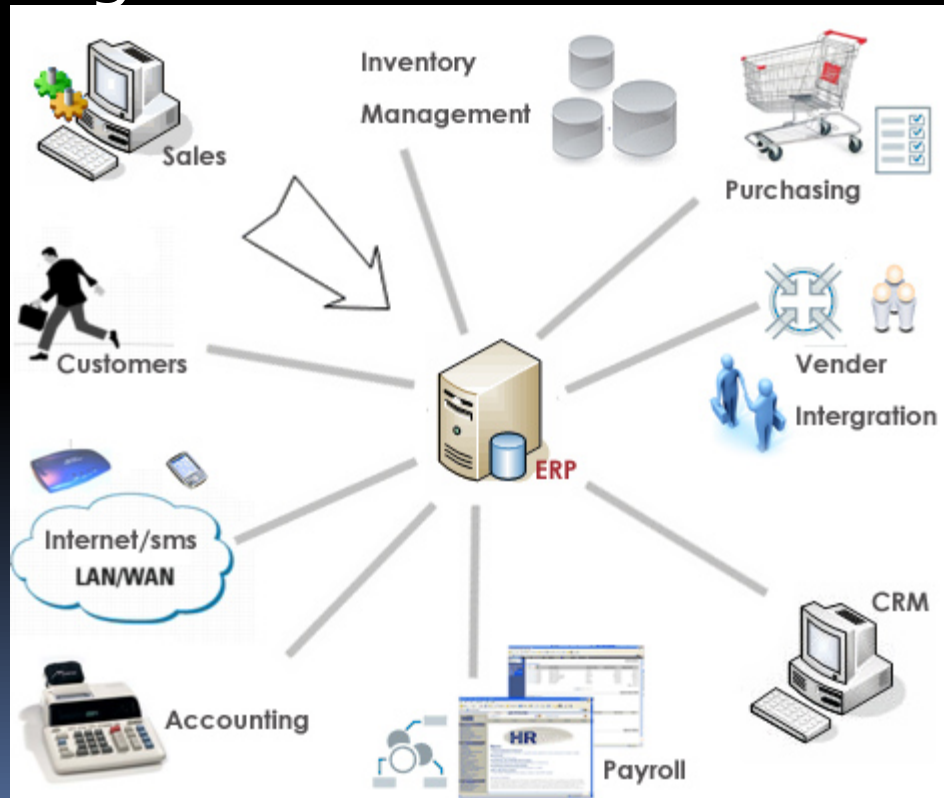 Sales
Inventory
Management
Purchasing
Customers
Vender
Intergration
ERP
Internet/sms
LAN/WAN
CRM
Accounting
HR
Payroll